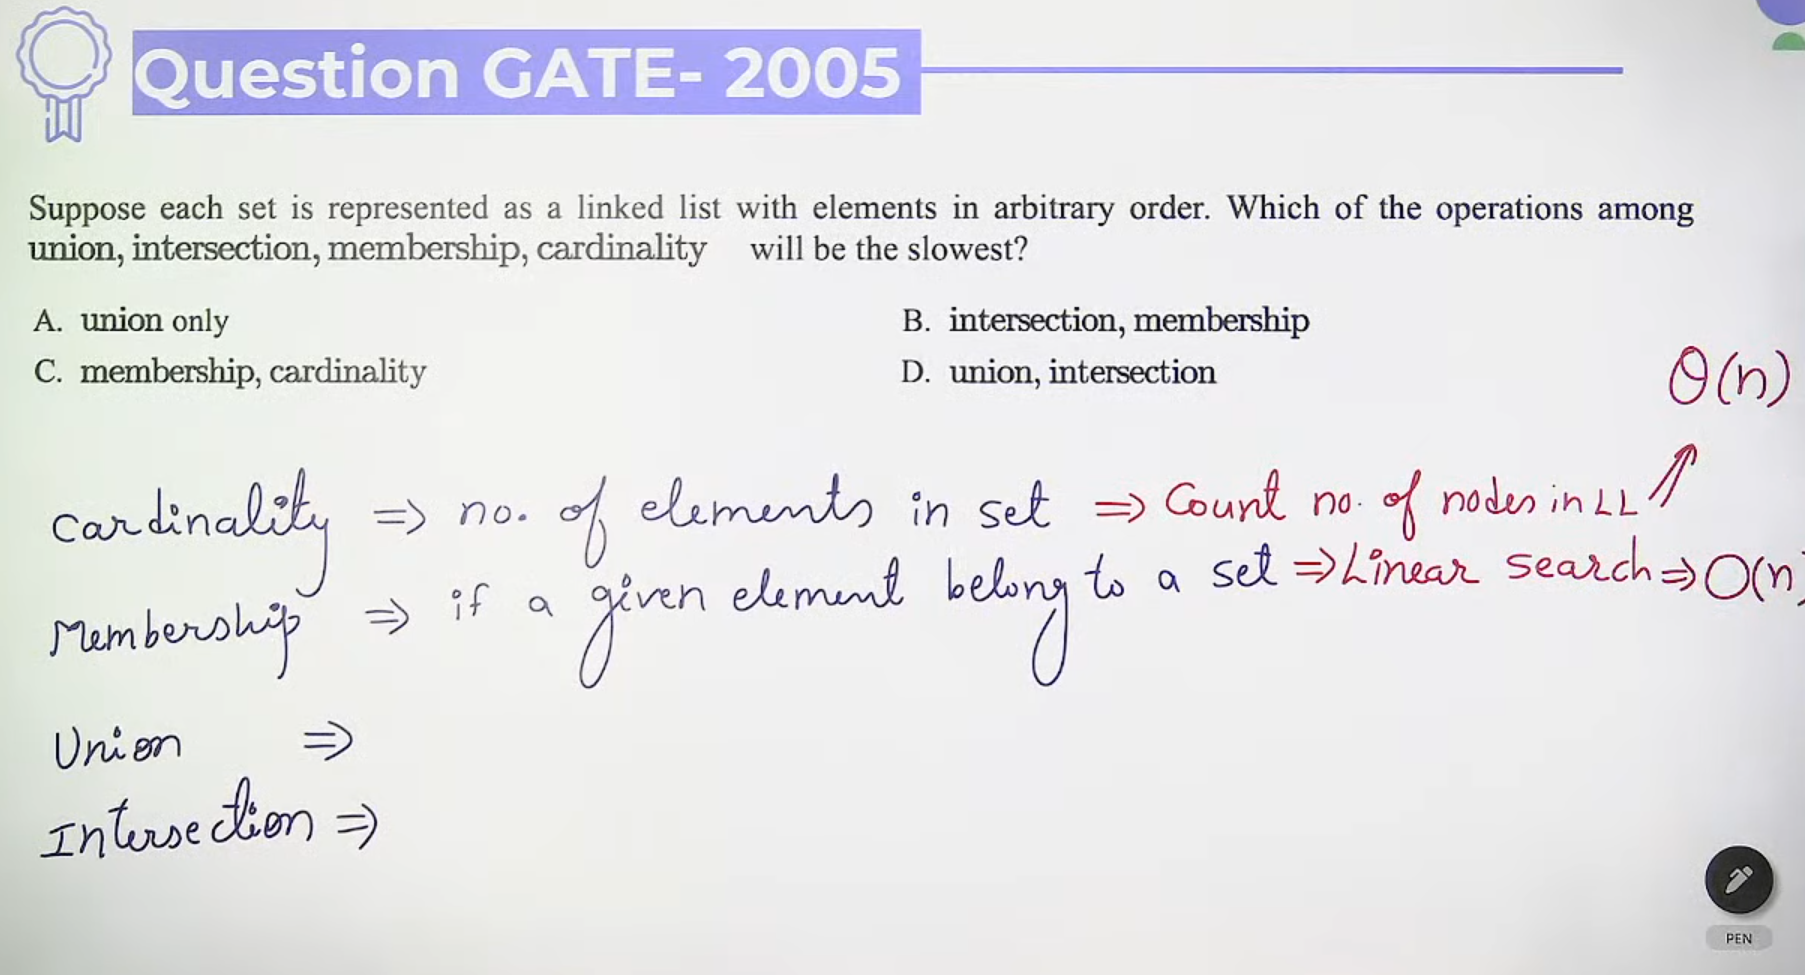 Question GATE- 2005
Suppose each set is represented as a linked list with elements in arbitrary order. Which of the operations among
union, intersection, membership, cardinality will be the slowest?
A. union only
B. intersection, membership
C. membership, cardinality
D. union, intersection
θ(n)
Cardinality ⇒ no. of elements in set ⇒ Count no. of nodes in LL ⇒
Membership ⇒ if a given element belong to a set ⇒ Linear search ⇒ O(n)
Union ⇒
Intersection ⇒
PEN